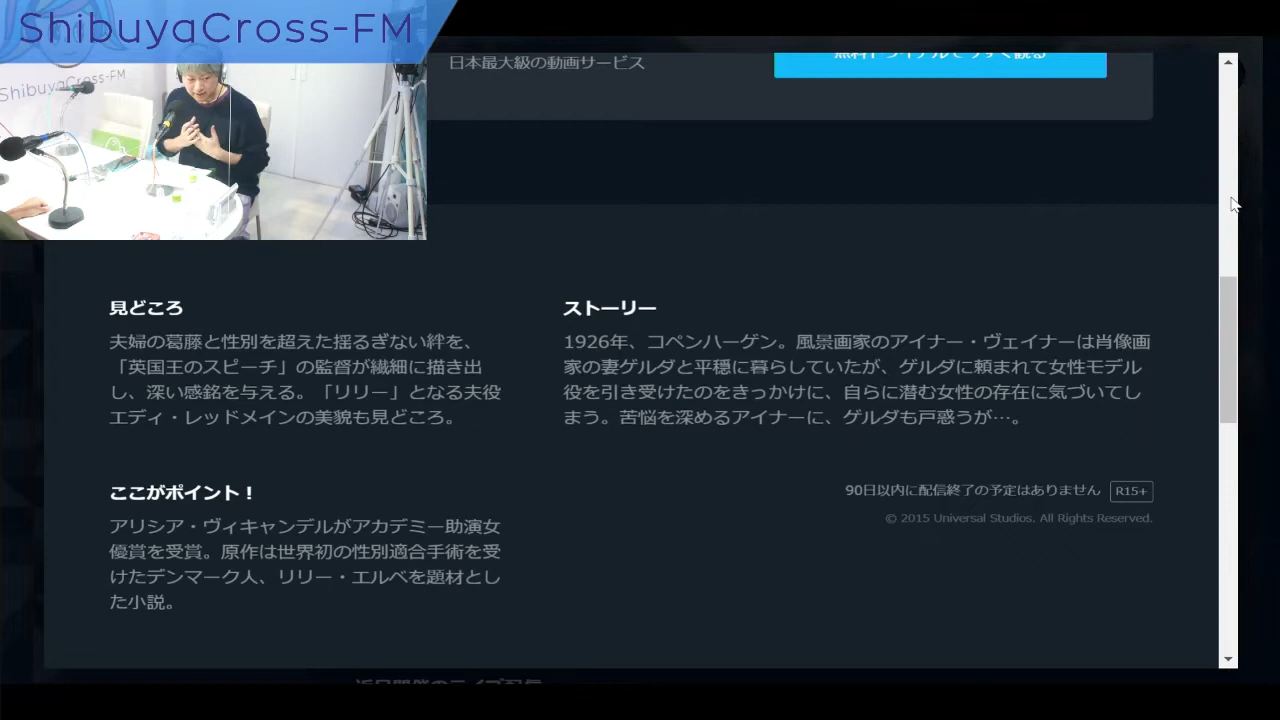 ShibuyaCross-FM
ShibuyaCross-FM
日本最大級の動画サービス
見どころ
夫婦の葛藤と性別を超えた揺るぎない絆を、
「英国王のスピーチ」の監督が繊細に描き出
し、深い感銘を与える。「リリー」となる夫役
エディ・レッドメインの美貌も見どころ。
ストーリー
1926年、コペンハーゲン。風景画家のアイナー・ヴェイナーは肖像画
家の妻ゲルダと平穏に暮らしていたが、ゲルダに頼まれて女性モデル
役を引き受けたのをきっかけに、自らに潜む女性の存在に気づいてし
まう。苦悩を深めるアイナーに、ゲルダも戸惑うが…。
ここがポイント！
アリシア・ヴィキャンデルがアカデミー助演女
優賞を受賞。原作は世界初の性別適合手術を受
けたデンマーク人、リリー・エルベを題材とし
た小説。
90日以内に配信終了の予定はありません R15+
© 2015 Universal Studios. All Rights Reserved.